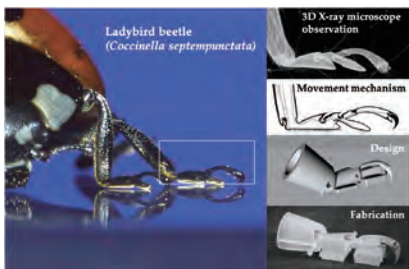 Ladybird beetle
(Coccinella septempunctata)
3D X-ray microscope
observation
Movement mechanism
Design
Fabrication